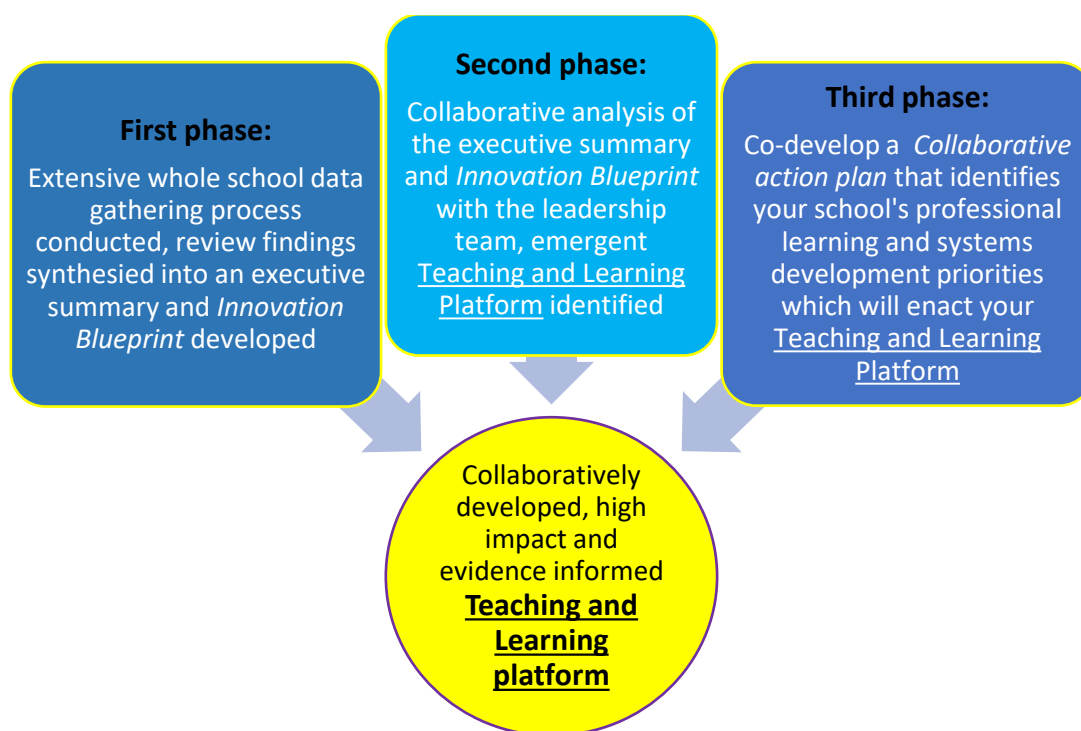 First phase:
Extensive whole school data
gathering process
conducted, review findings
synthesied into an executive
summary and Innovation
Blueprint developed
Second phase:
Collaborative analysis of
the executive summary
and Innovation Blueprint
with the leadership
team, emergent
Teaching and Learning
Platform identified
Third phase:
Co-develop a Collaborative
action plan that identifies
your school's professional
learning and systems
development priorities
which will enact your
Teaching and Learning
Platform
Collaboratively
developed, high
impact and
evidence informed
Teaching and
Learning
platform